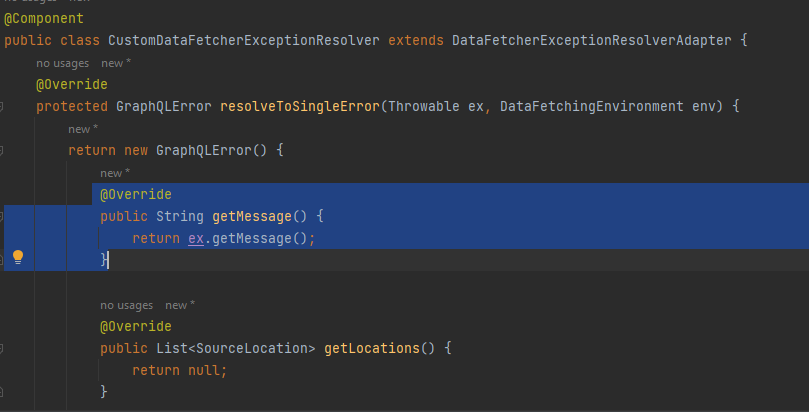 no usages   new *
@Component
public class CustomDataFetcherExceptionResolver extends DataFetcherExceptionResolverAdapter {
no usages   new *
@Override
protected GraphQLError resolveToSingleError(Throwable ex, DataFetchingEnvironment env) {
new *
return new GraphQLError() {
new *
@Override
public String getMessage() {
return ex.getMessage();
}
no usages   new *
@Override
public List<SourceLocation> getLocations() {
return null;
}